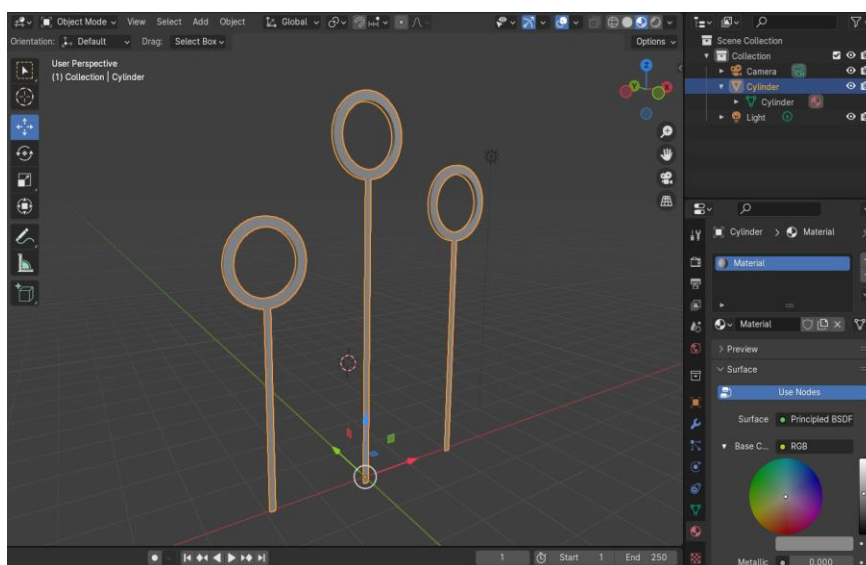 Object Mode View Select Add Object Global
Orientation: Default Drag: Select Box Options
User Perspective
(1) Collection | Cylinder
Z
Y
X
Scene Collection
Collection
Camera
Cylinder
Cylinder
Light
Cylinder > Material
Material
Material
Preview
Surface
Use Nodes
Surface Principled BSDF
Base C... RGB
Metallic 0.000
1 Start 1 End 250